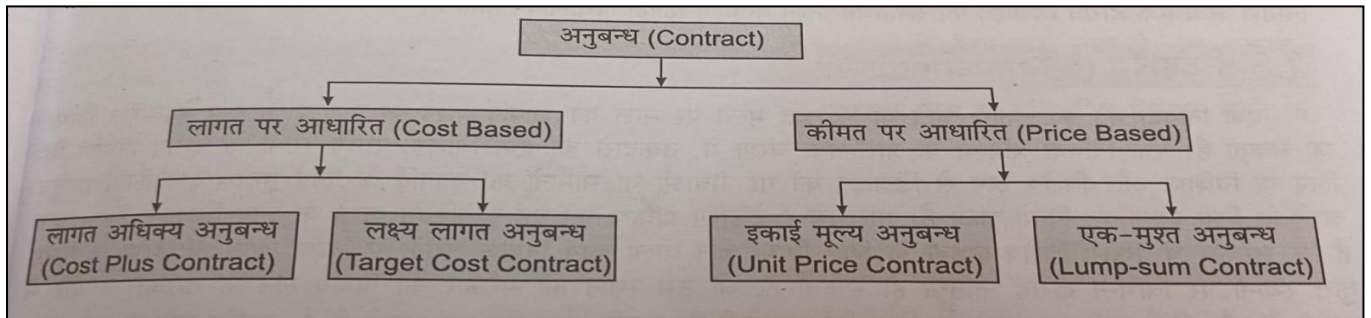 अनुबन्ध (Contract)
लागत पर आधारित (Cost Based)
कीमत पर आधारित (Price Based)
लागत अधिक्य अनुबन्ध
(Cost Plus Contract)
लक्ष्य लागत अनुबन्ध
(Target Cost Contract)
इकाई मूल्य अनुबन्ध
(Unit Price Contract)
एक-मुश्त अनुबन्ध
(Lump-sum Contract)